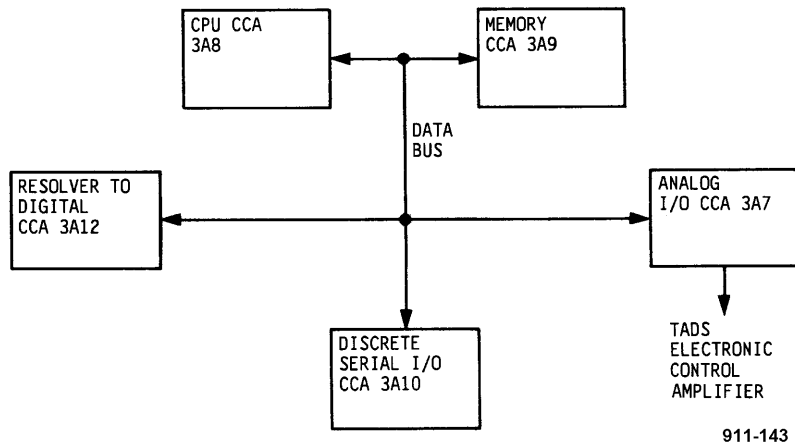 CPU CCA
3A8
MEMORY
CCA 3A9
DATA
BUS
RESOLVER TO
DIGITAL
CCA 3A12
ANALOG
I/O CCA 3A7
DISCRETE
SERIAL I/O
CCA 3A10
TADS
ELECTRONIC
CONTROL
AMPLIFIER
911-143